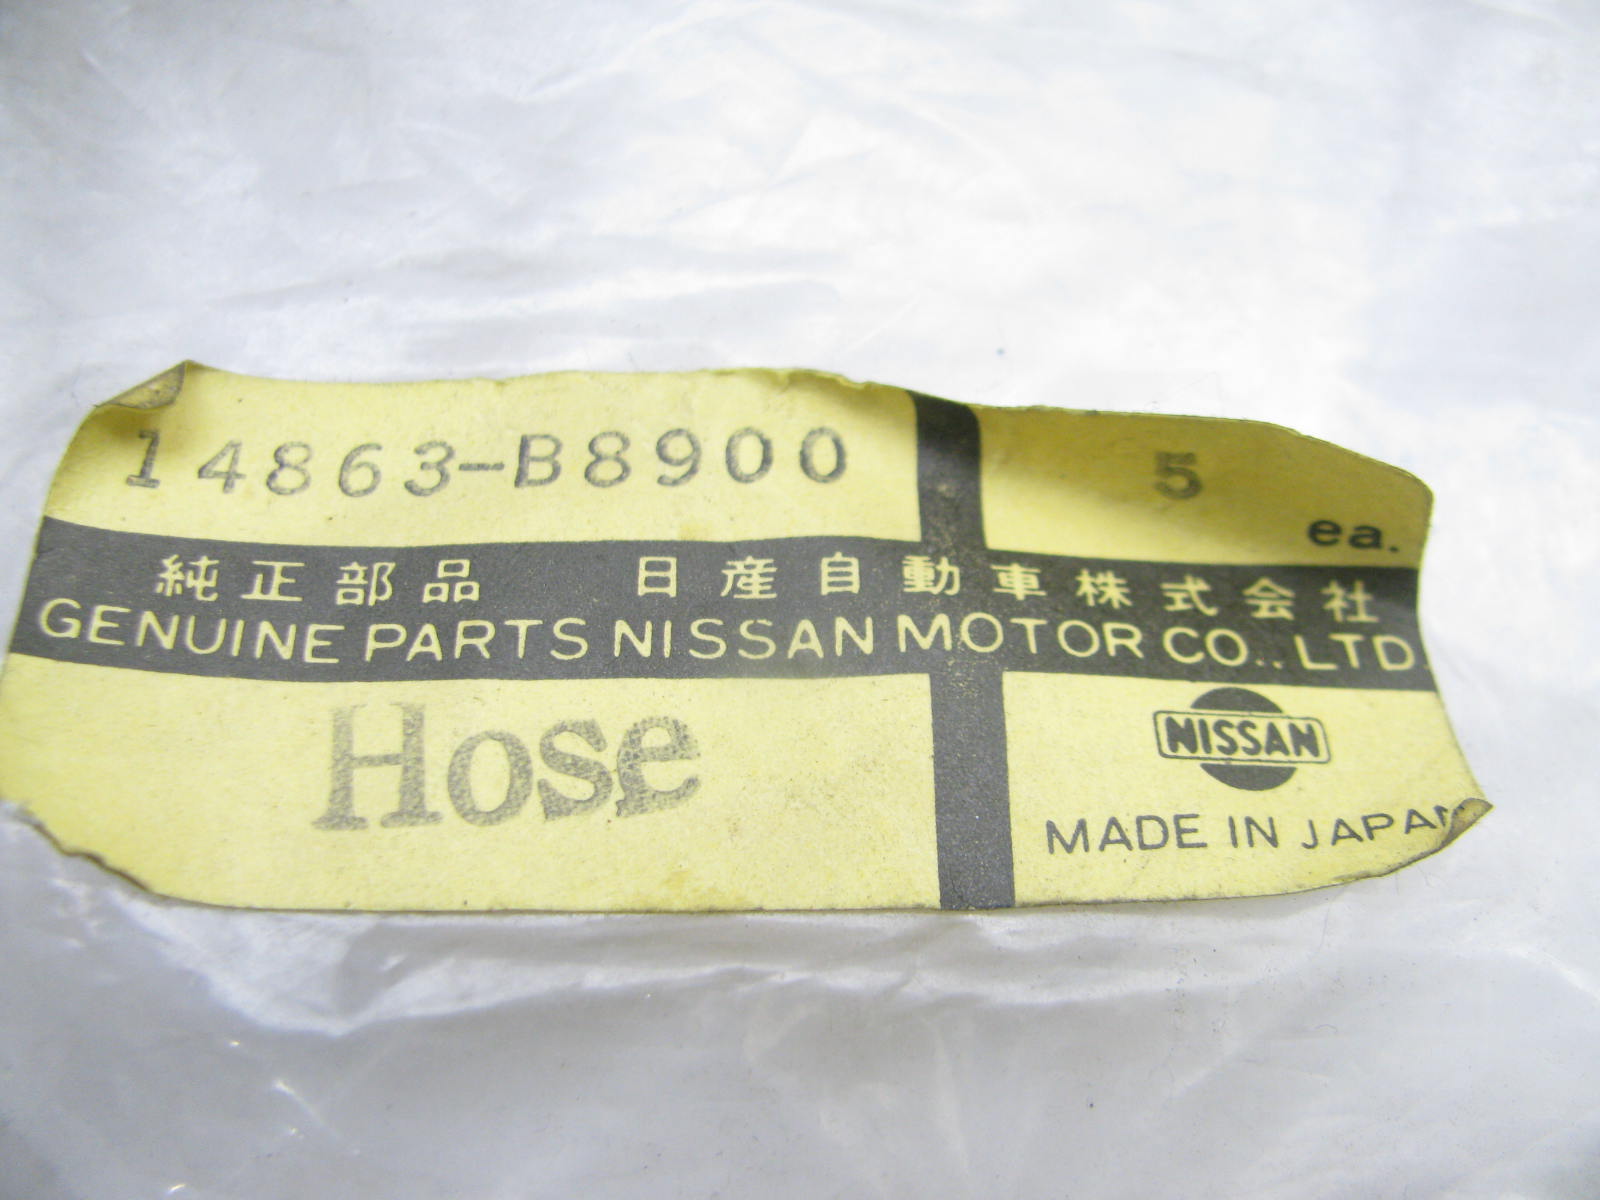 14863-B8900
5
ea.
純正部品 日産自動車株式会社
GENUINE PARTS NISSAN MOTOR CO., LTD.
Hose
NISSAN
MADE IN JAPAN